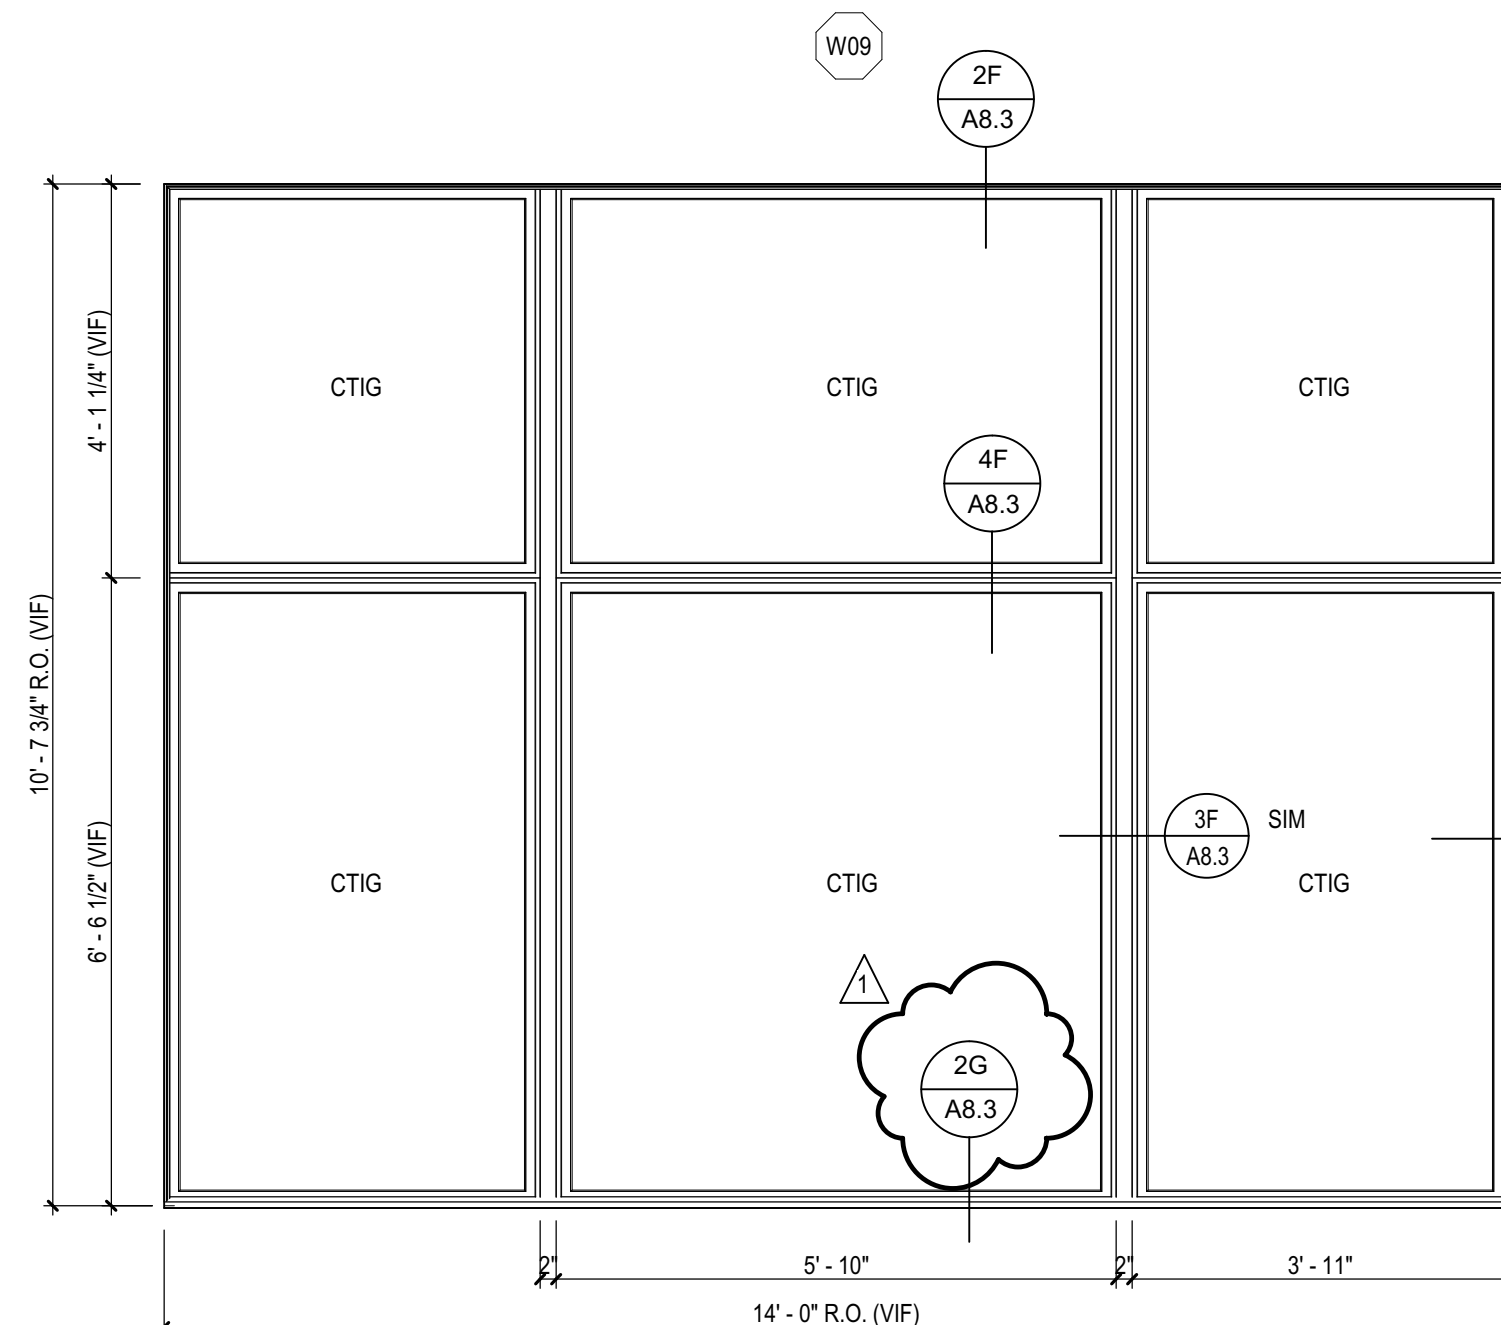 W09
2F
A8.3
4' - 1 1/4" (VIF)
CTIG
CTIG
CTIG
4F
A8.3
10' - 7 3/4" R.O. (VIF)
6' - 6 1/2" (VIF)
3F
A8.3
SIM
CTIG
CTIG
CTIG
1
2G
A8.3
2"
5' - 10"
2"
3' - 11"
14' - 0" R.O. (VIF)